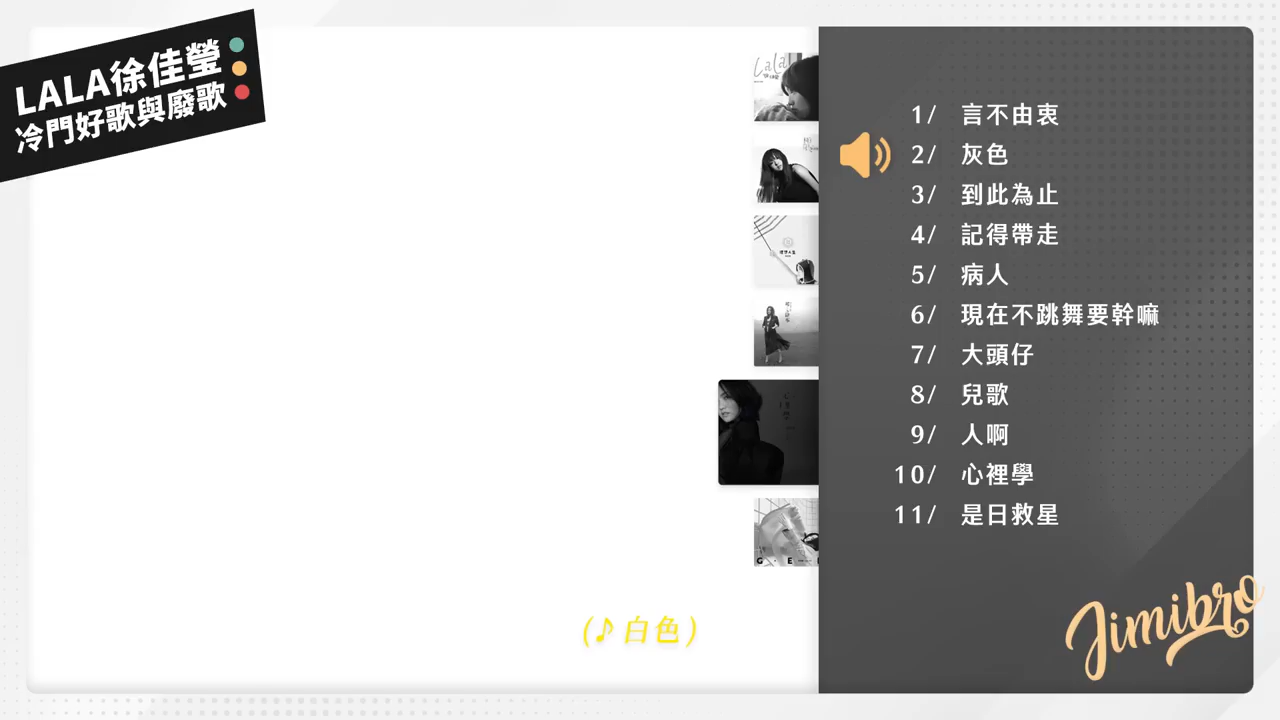 LALA徐佳瑩
冷門好歌與廢歌
LaLa
1/ 言不由衷
2/ 灰色
3/ 到此為止
4/ 記得帶走
5/ 病人
6/ 現在不跳舞要幹嘛
7/ 大頭仔
8/ 兒歌
9/ 人啊
10/ 心裡學
11/ 是日救星
(♪ 白色)
Jimibro